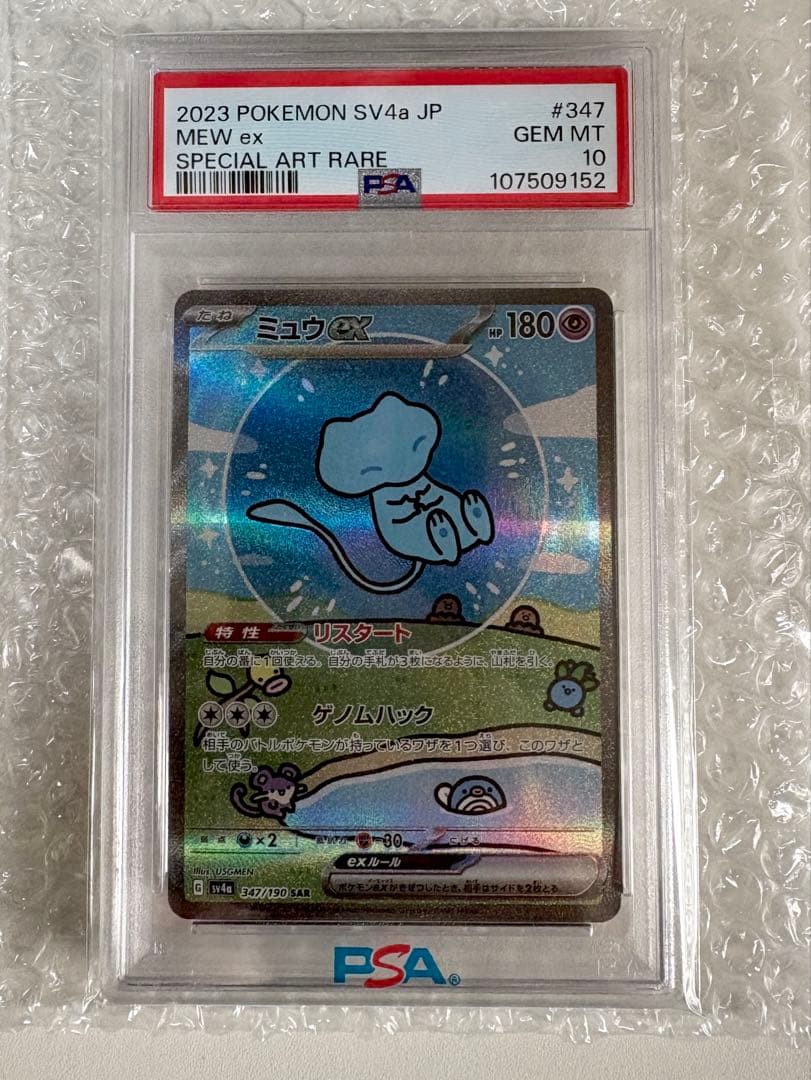 2023 POKEMON SV4a JP #347
MEW ex GEM MT
SPECIAL ART RARE 10
PSA 107509152
たね ミュウex HP 180
特性 リスタート
自分の番に1回使える。自分の手札が3枚になるように、山札を引く。
ゲノムハック
相手のバトルポケモンが持っているワザを1つ選び、このワザと
して使う。
弱点 ×2 抵抗力 -30 にげる
exルール
ポケモンexがきぜつしたとき、相手はサイドを2枚とる。
Illus. USGMEN
G sv4a 347/190 SAR
PSA®